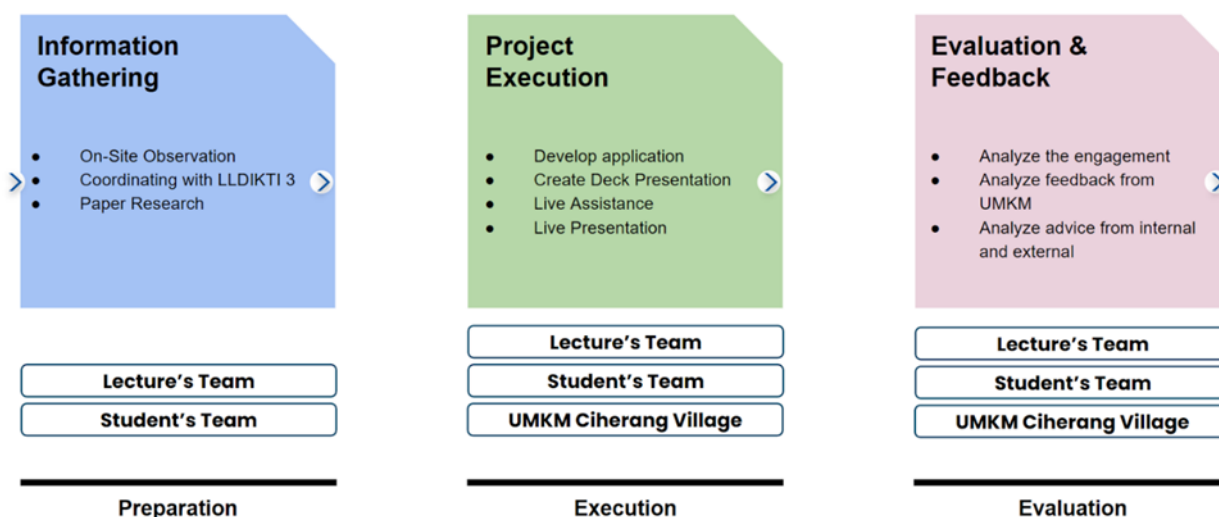 Information
Gathering
● On-Site Observation
● Coordinating with LLDIKTI 3
● Paper Research
Lecture's Team
Student's Team
Preparation
Project
Execution
● Develop application
● Create Deck Presentation
● Live Assistance
● Live Presentation
Lecture's Team
Student's Team
UMKM Ciherang Village
Execution
Evaluation &
Feedback
● Analyze the engagement
● Analyze feedback from
UMKM
● Analyze advice from internal
and external
Lecture's Team
Student's Team
UMKM Ciherang Village
Evaluation